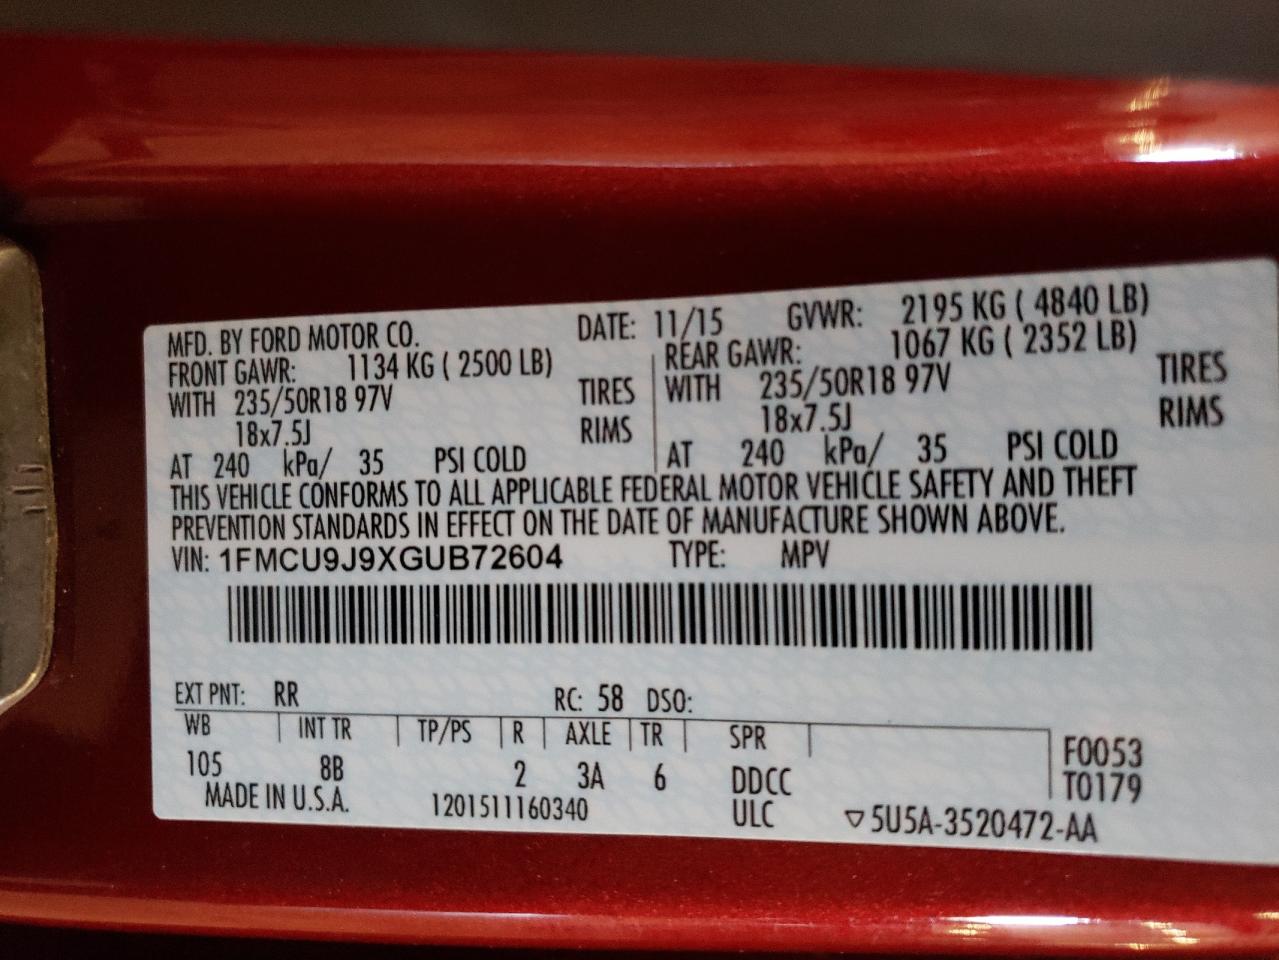 MFD. BY FORD MOTOR CO. DATE: 11/15 GVWR: 2195 KG ( 4840 LB)
FRONT GAWR: 1134 KG ( 2500 LB) REAR GAWR: 1067 KG ( 2352 LB)
WITH 235/50R18 97V TIRES WITH 235/50R18 97V TIRES
18x7.5J RIMS 18x7.5J RIMS
AT 240 kPa/ 35 PSI COLD AT 240 kPa/ 35 PSI COLD
THIS VEHICLE CONFORMS TO ALL APPLICABLE FEDERAL MOTOR VEHICLE SAFETY AND THEFT
PREVENTION STANDARDS IN EFFECT ON THE DATE OF MANUFACTURE SHOWN ABOVE.
VIN: 1FMCU9J9XGUB72604 TYPE: MPV
EXT PNT: RR RC: 58 DSO:
WB INT TR TP/PS R AXLE TR SPR F0053
105 8B 2 3A 6 DDCC T0179
MADE IN U.S.A. 1201511160340 ULC ▽5U5A-3520472-AA